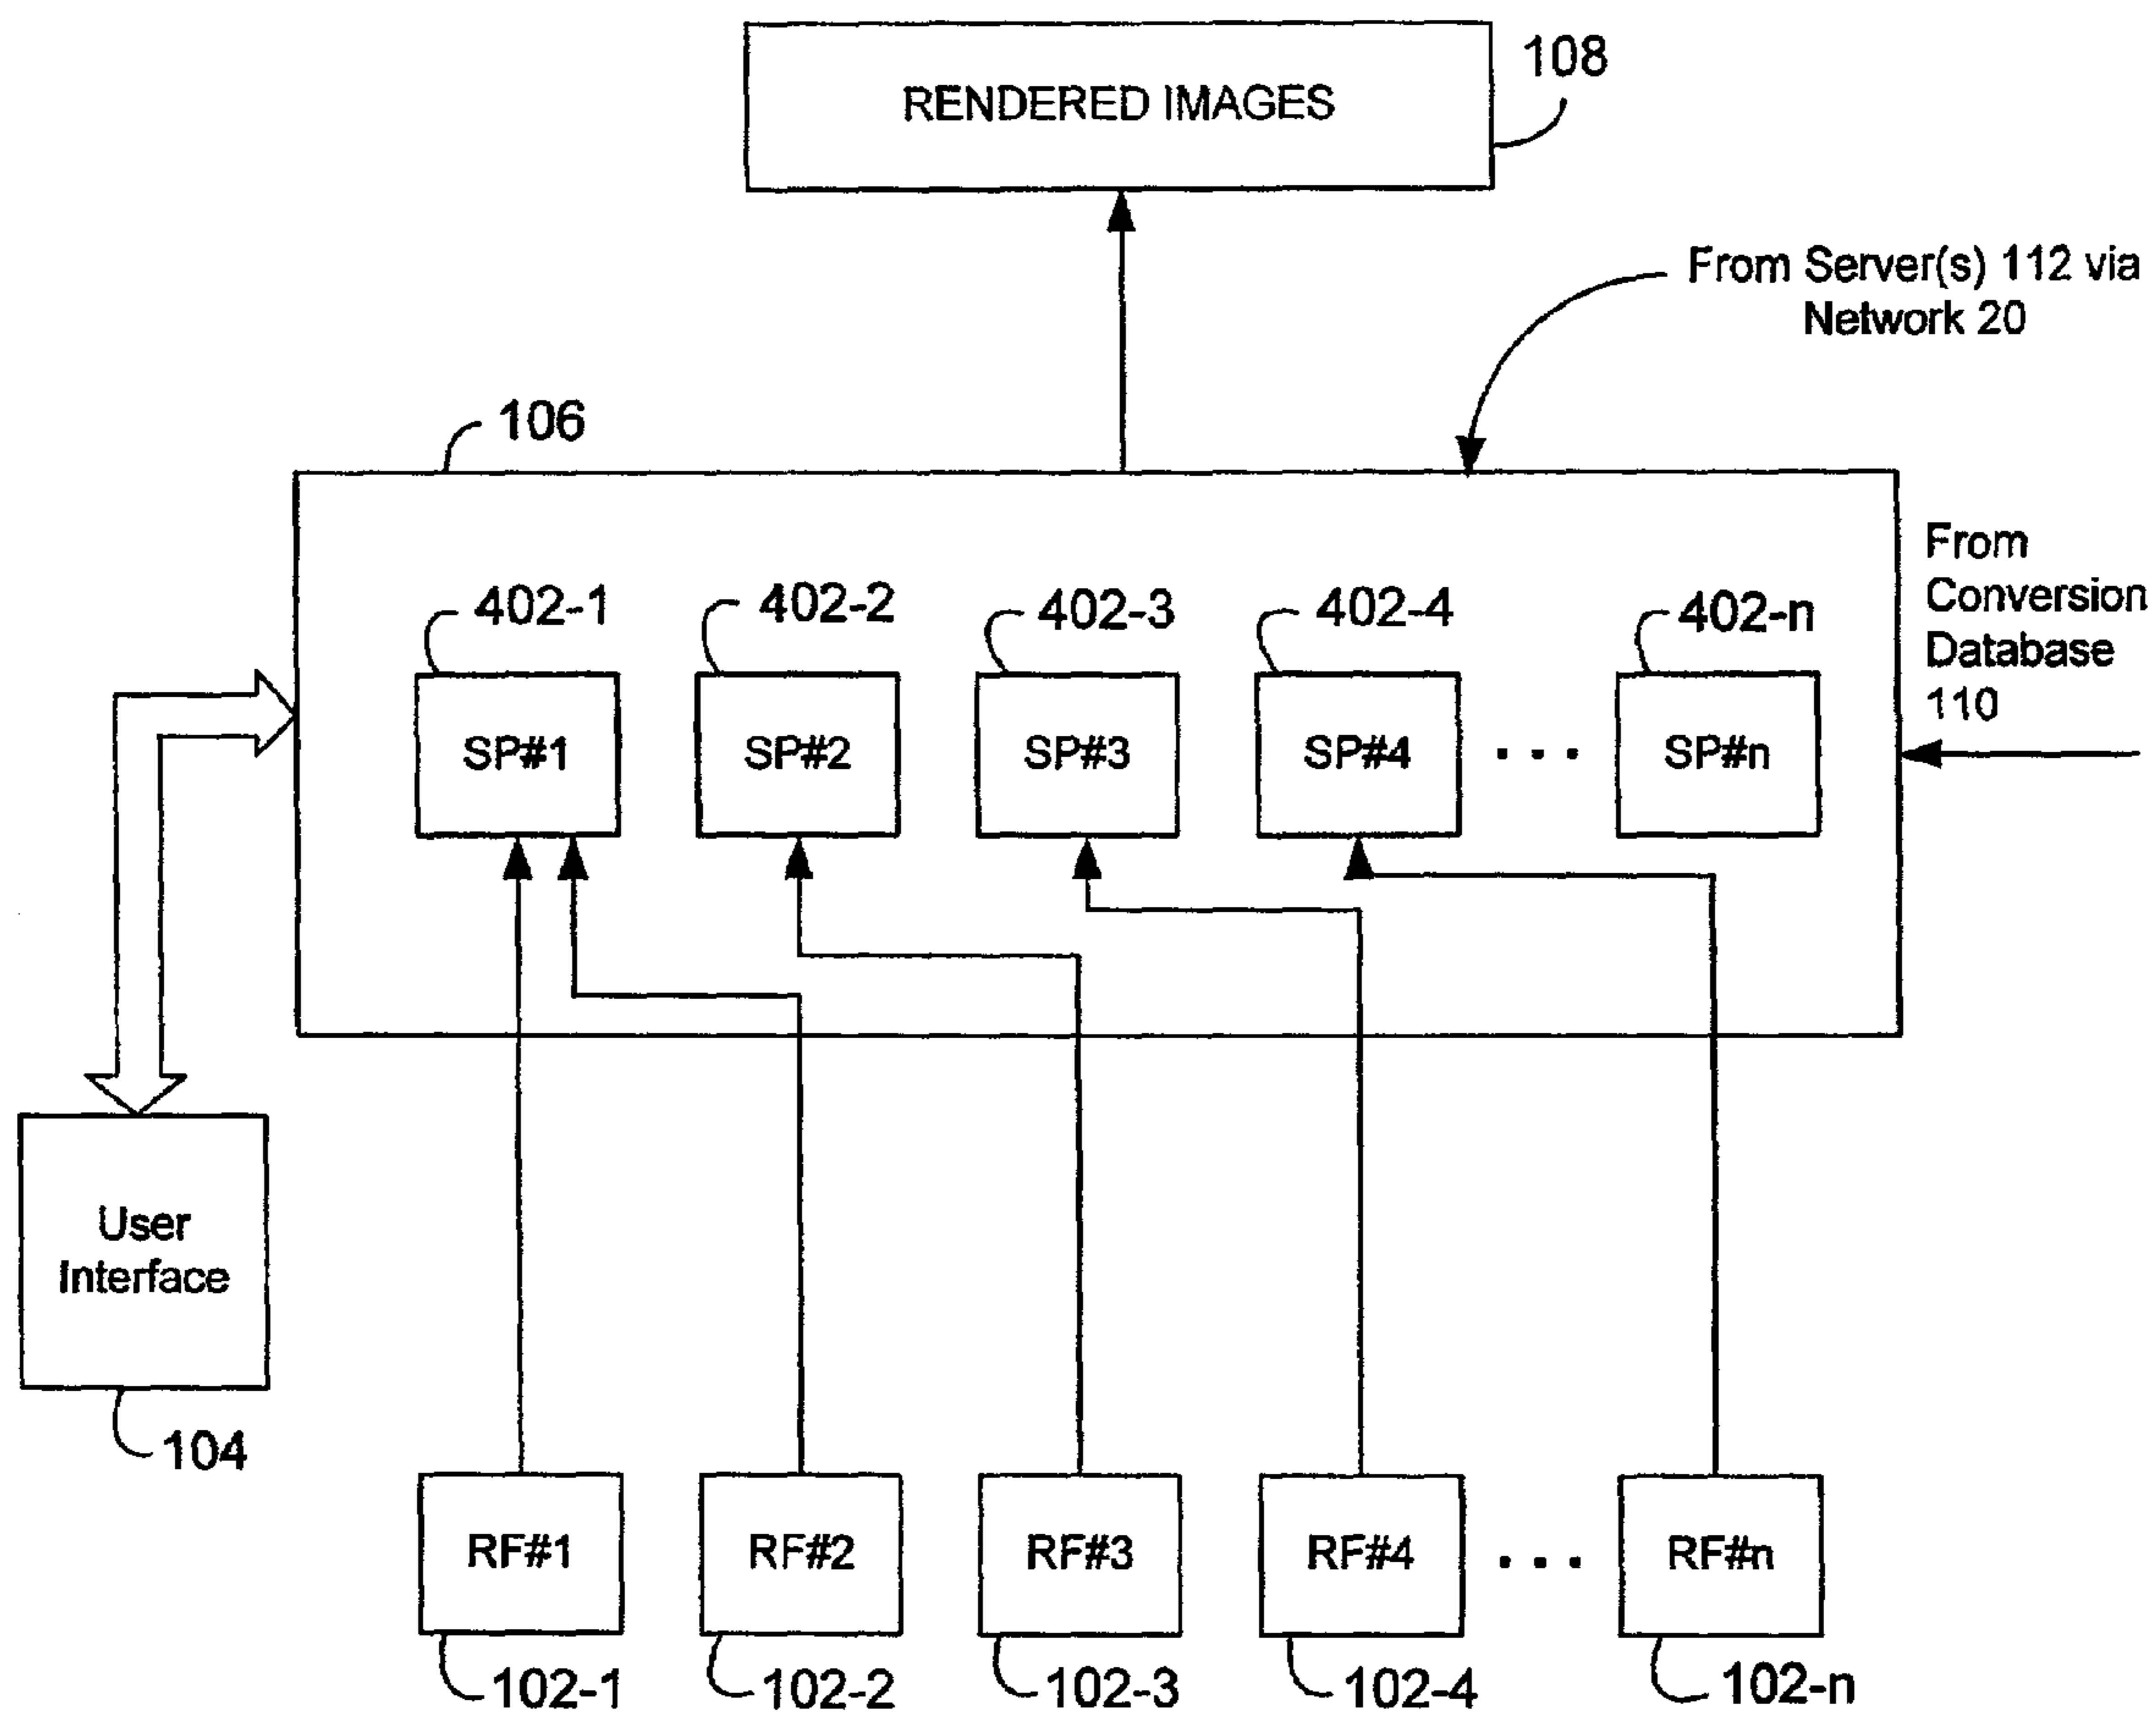 RENDERED IMAGES
108
From Server(s) 112 via
Network 20
106
From
Conversion
Database
110
402-1
402-2
402-3
402-4
402-n
SP#1
SP#2
SP#3
SP#4
...
SP#n
User
Interface
104
RF#1
RF#2
RF#3
RF#4
...
RF#n
102-1
102-2
102-3
102-4
102-n